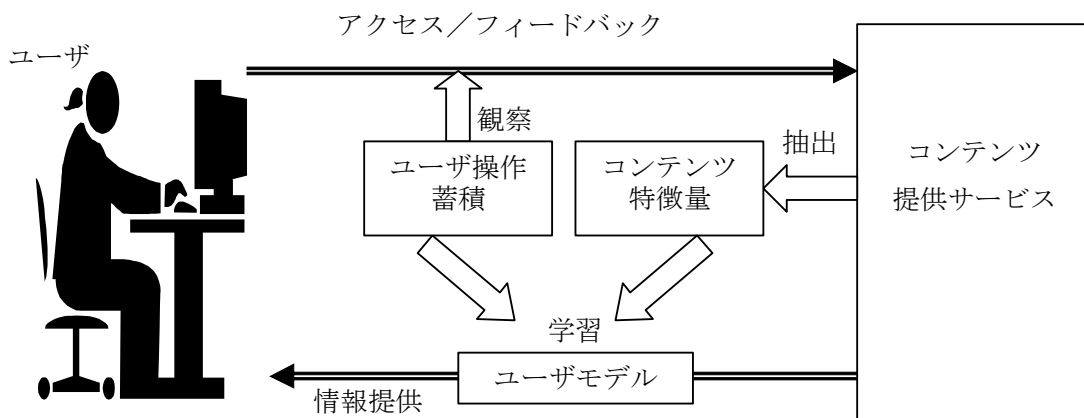 アクセス／フィードバック
ユーザ
観察
抽出
ユーザ操作
蓄積
コンテンツ
特徴量
コンテンツ
提供サービス
学習
ユーザモデル
情報提供